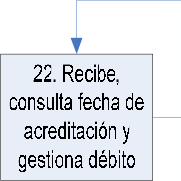 22. Recibe,
consulta fecha de
acreditación y
gestiona débito